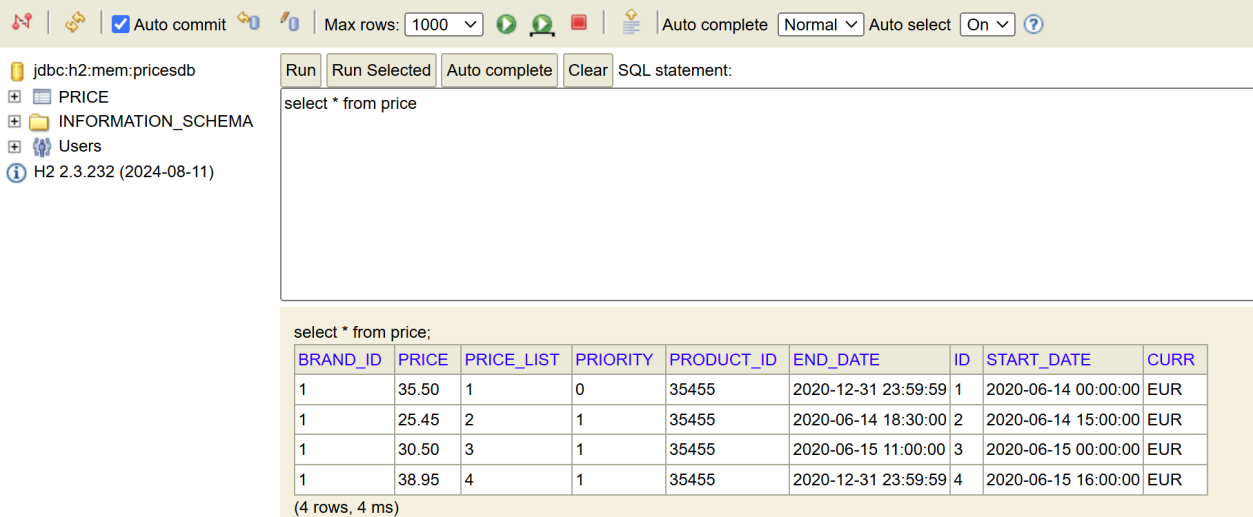 Auto commit Max rows: 1000 Auto complete Normal Auto select On
jdbc:h2:mem:pricesdb
PRICE
INFORMATION_SCHEMA
Users
H2 2.3.232 (2024-08-11)
Run Run Selected Auto complete Clear SQL statement:
select * from price
select * from price;
BRAND_ID PRICE PRICE_LIST PRIORITY PRODUCT_ID END_DATE ID START_DATE CURR
1 35.50 1 0 35455 2020-12-31 23:59:59 1 2020-06-14 00:00:00 EUR
1 25.45 2 1 35455 2020-06-14 18:30:00 2 2020-06-14 15:00:00 EUR
1 30.50 3 1 35455 2020-06-15 11:00:00 3 2020-06-15 00:00:00 EUR
1 38.95 4 1 35455 2020-12-31 23:59:59 4 2020-06-15 16:00:00 EUR
(4 rows, 4 ms)